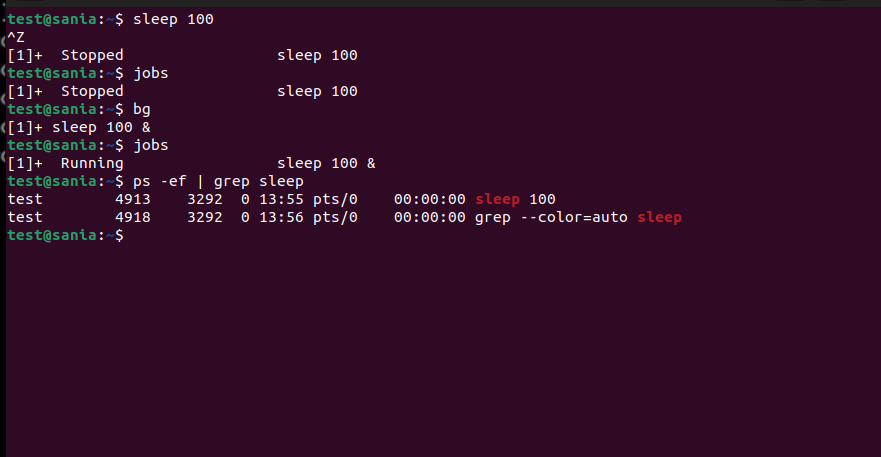 test@sania:~$ sleep 100
^Z
[1]+  Stopped                 sleep 100
test@sania:~$ jobs
[1]+  Stopped                 sleep 100
test@sania:~$ bg
[1]+ sleep 100 &
test@sania:~$ jobs
[1]+  Running                 sleep 100 &
test@sania:~$ ps -ef | grep sleep
test        4913    3292  0 13:55 pts/0    00:00:00 sleep 100
test        4918    3292  0 13:56 pts/0    00:00:00 grep --color=auto sleep
test@sania:~$